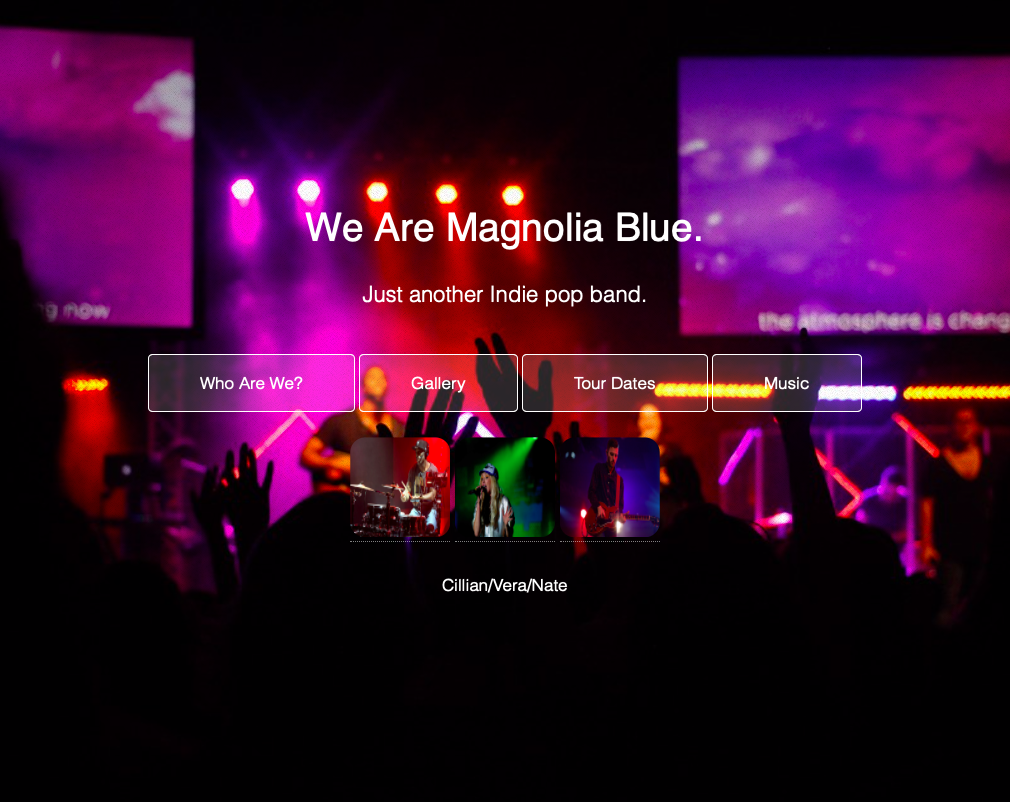 We Are Magnolia Blue.
Just another Indie pop band.
ng now
the atmosphere is chang
Who Are We?
Gallery
Tour Dates
Music
Cillian/Vera/Nate